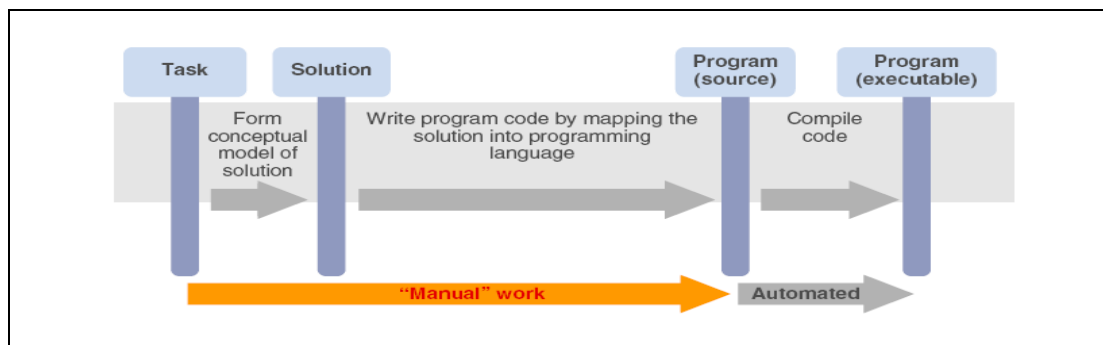 Task
Solution
Program
(source)
Program
(executable)
Form
conceptual
model of
solution
Write program code by mapping the
solution into programming
language
Compile
code
“Manual” work
Automated